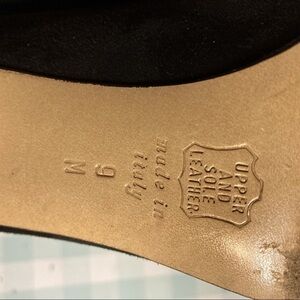 UPPER
AND
SOLE
LEATHER.
made in
italy
9 M